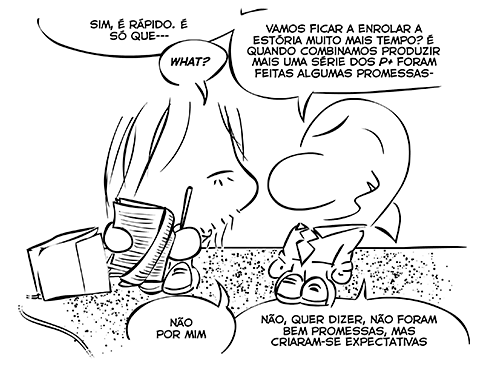 SIM, É RÁPIDO. É
SÓ QUE---
VAMOS FICAR A ENROLAR A
ESTÓRIA MUITO MAIS TEMPO? É
QUANDO COMBINAMOS PRODUZIR
MAIS UMA SÉRIE DOS P+ FORAM
FEITAS ALGUMAS PROMESSAS-
WHAT?
NÃO
POR MIM
NÃO, QUER DIZER, NÃO FORAM
BEM PROMESSAS, MAS
CRIARAM-SE EXPECTATIVAS